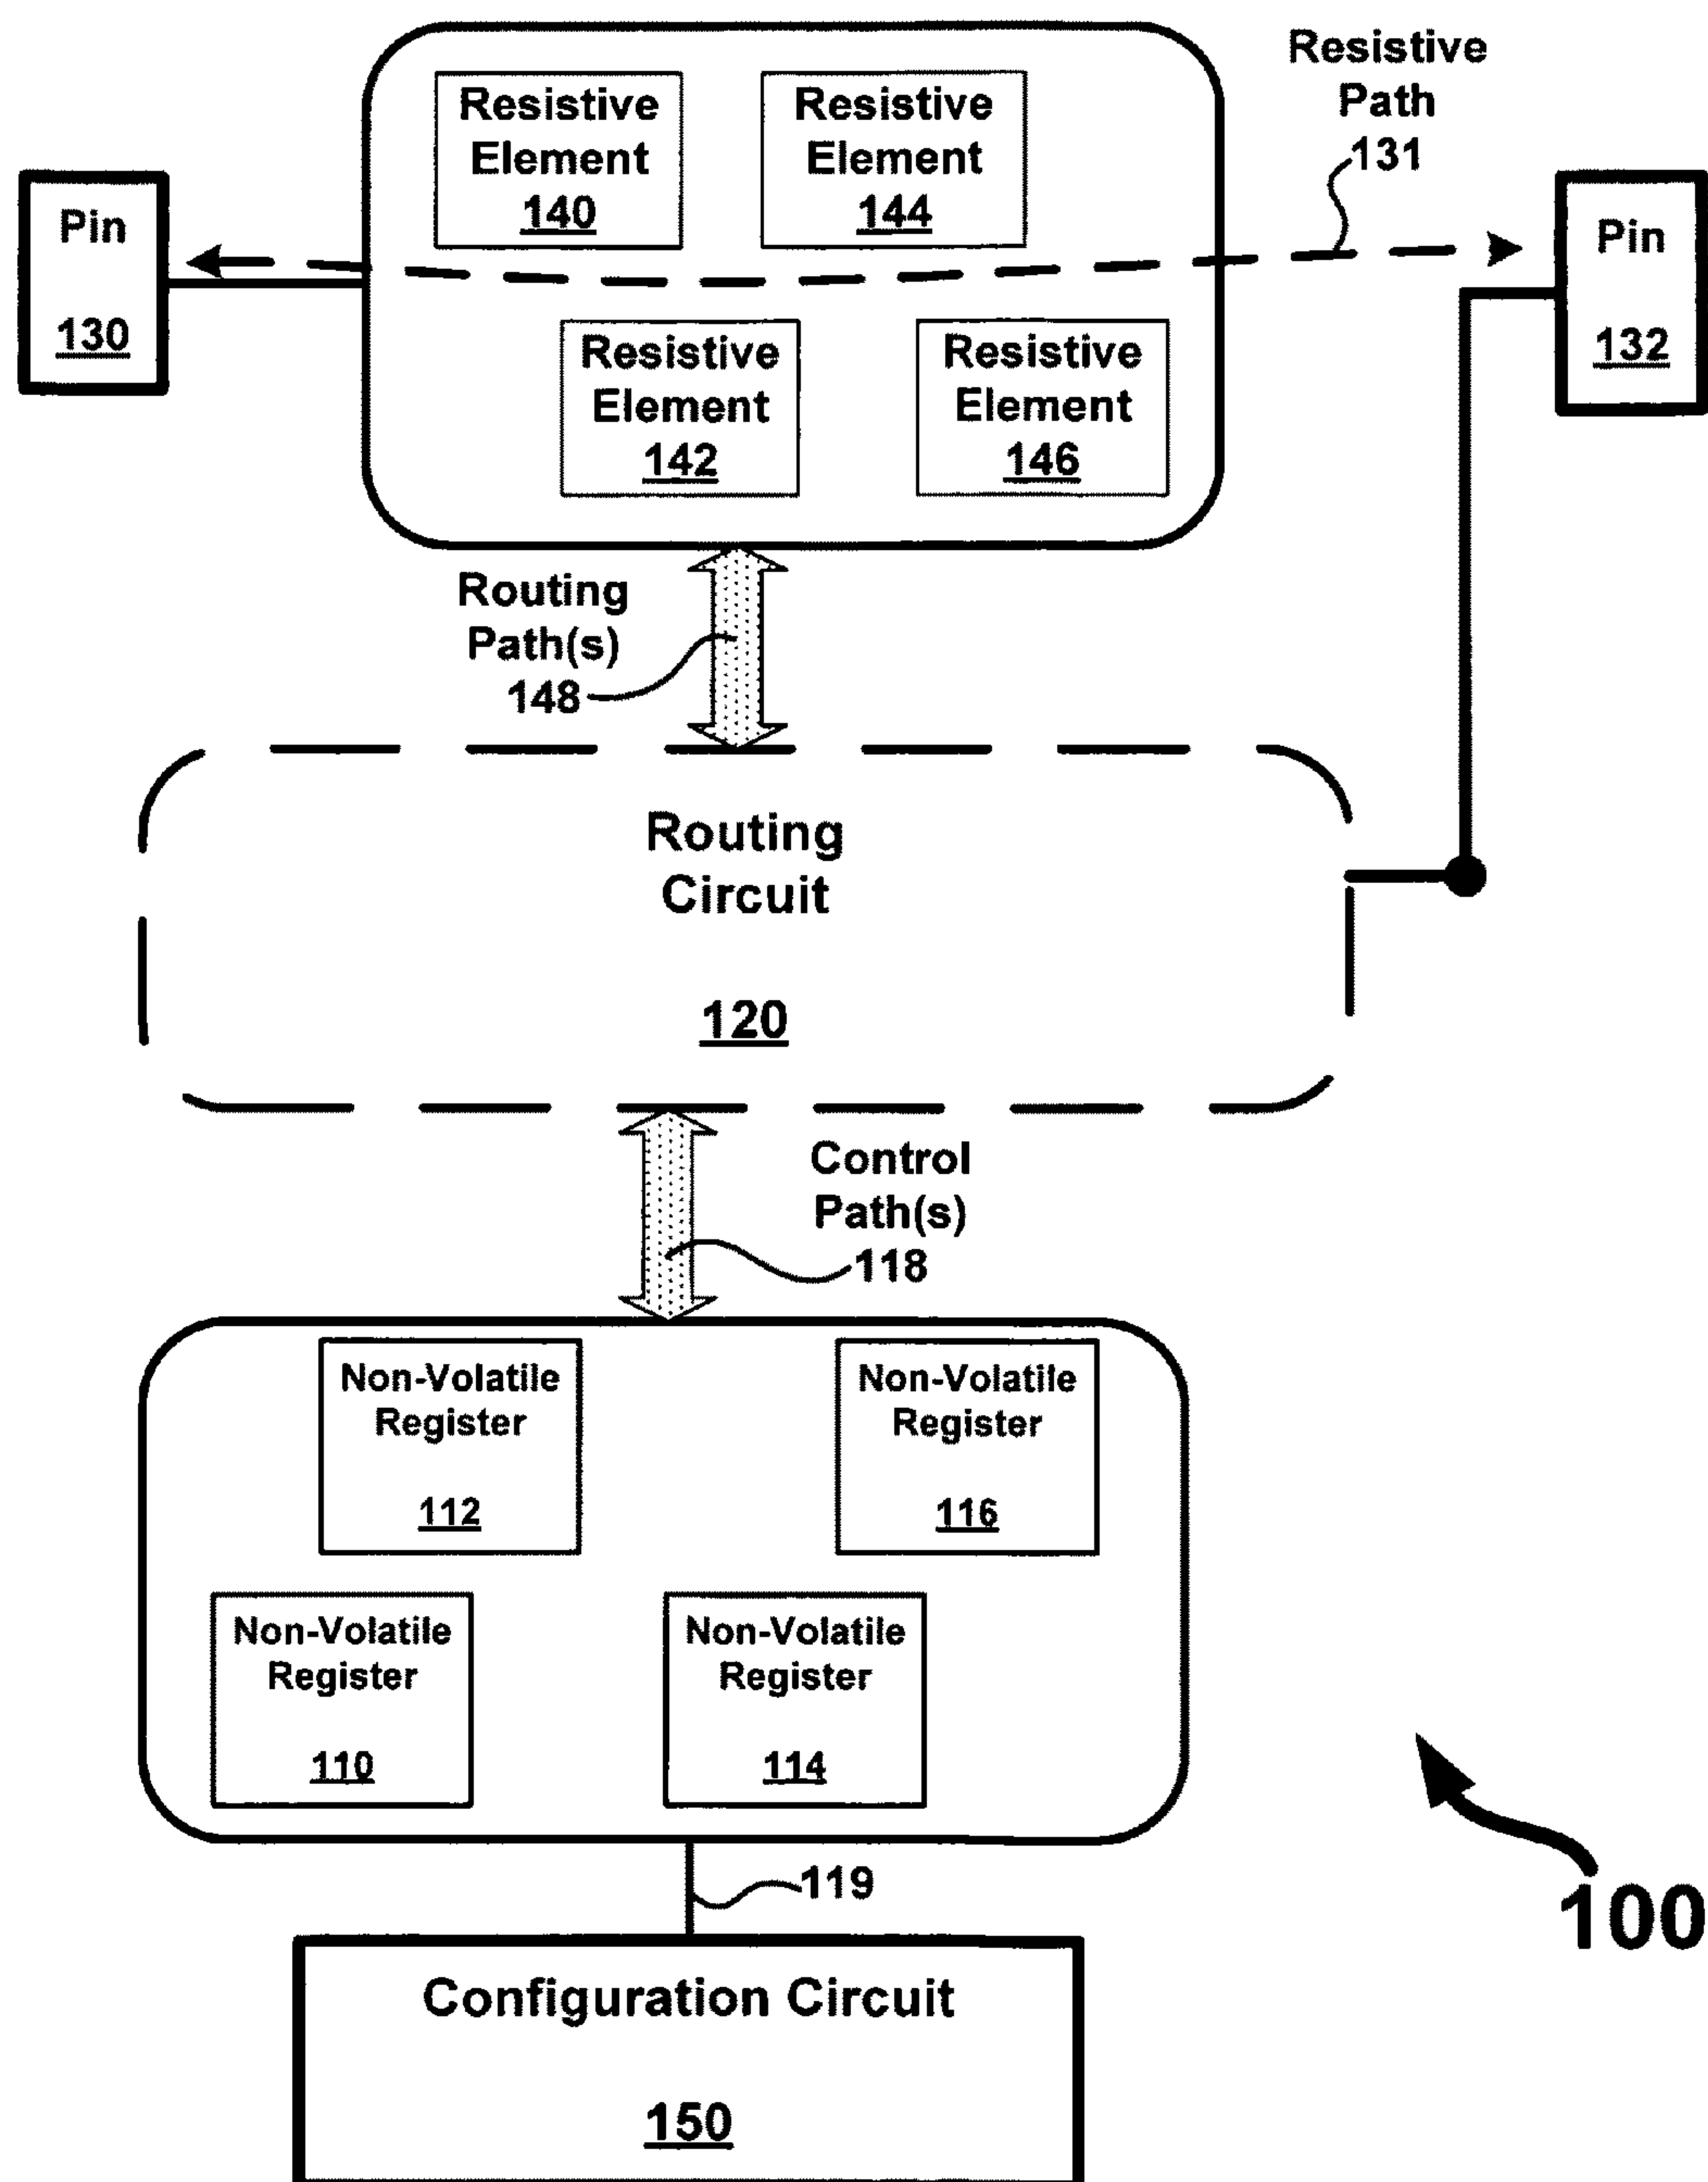 Resistive
Path
131
Resistive
Element
140
Resistive
Element
144
Pin
130
Pin
132
Resistive
Element
142
Resistive
Element
146
Routing
Path(s)
148
Routing
Circuit
120
Control
Path(s)
118
Non-Volatile
Register
112
Non-Volatile
Register
116
Non-Volatile
Register
110
Non-Volatile
Register
114
119
100
Configuration Circuit
150